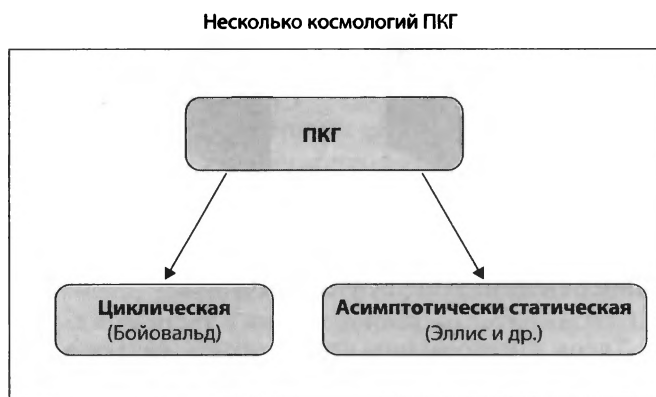 Несколько космологий ПКГ
ПКГ
Циклическая
(Бойовальд)
Асимптотически статическая
(Эллис и др.)